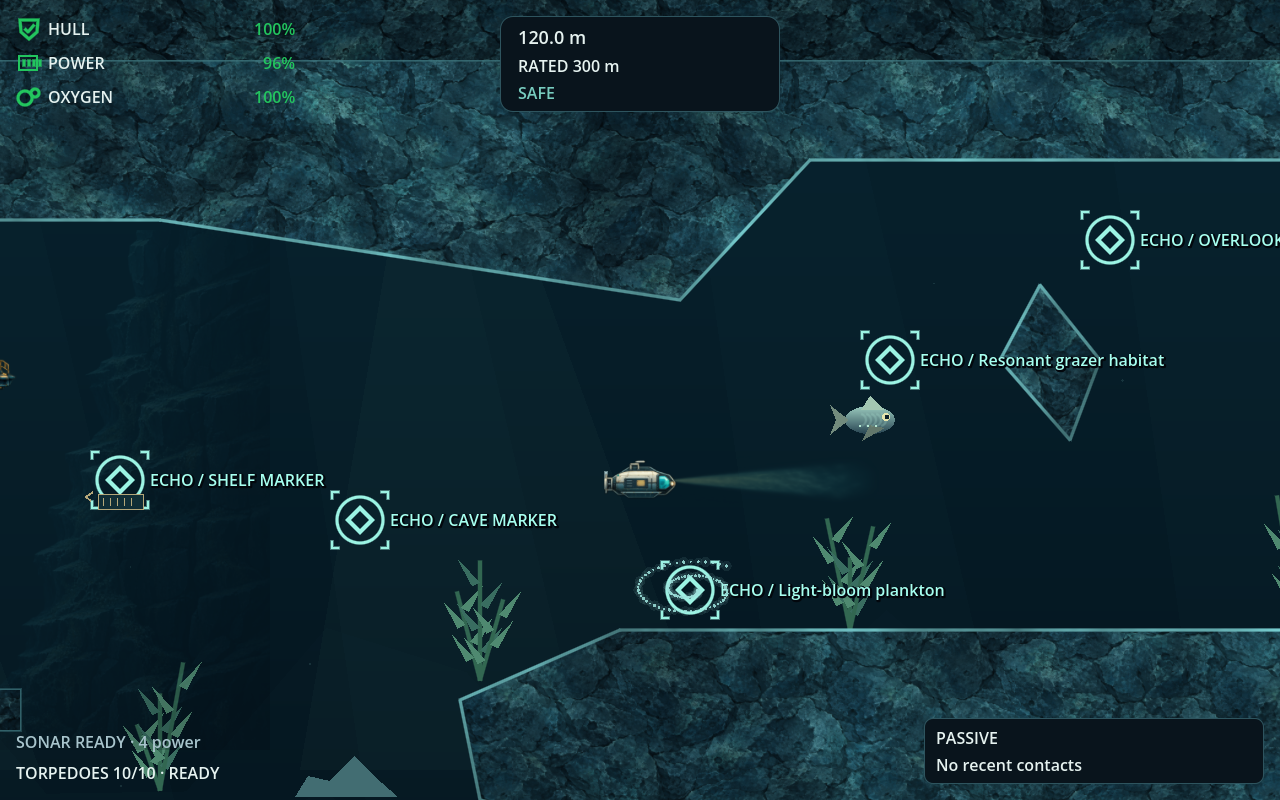 HULL 100%
POWER 96%
OXYGEN 100%
120.0 m
RATED 300 m
SAFE
ECHO / OVERLOOK
ECHO / Resonant grazer habitat
ECHO / SHELF MARKER
ECHO / CAVE MARKER
ECHO / Light-bloom plankton
SONAR READY · 4 power
TORPEDOES 10/10 · READY
PASSIVE
No recent contacts